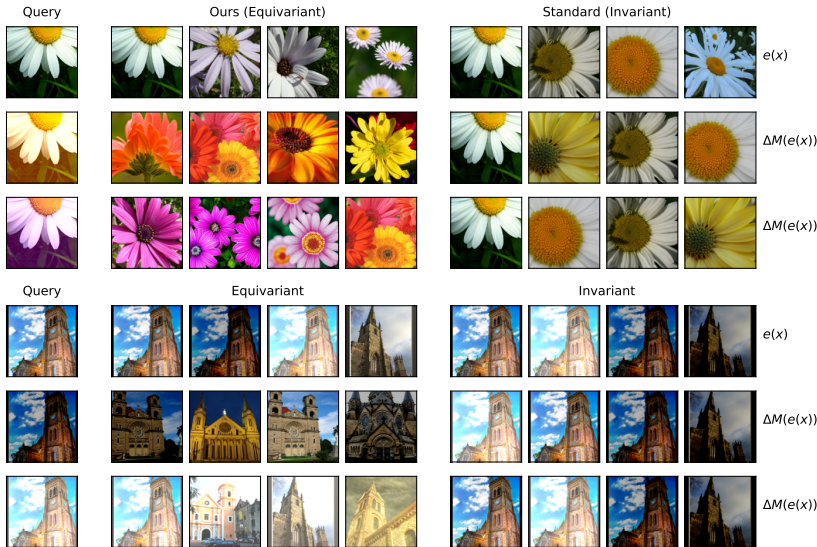 Query Ours (Equivariant) Standard (Invariant)
e(x)
ΔM(e(x))
ΔM(e(x))
Query Equivariant Invariant
e(x)
ΔM(e(x))
ΔM(e(x))